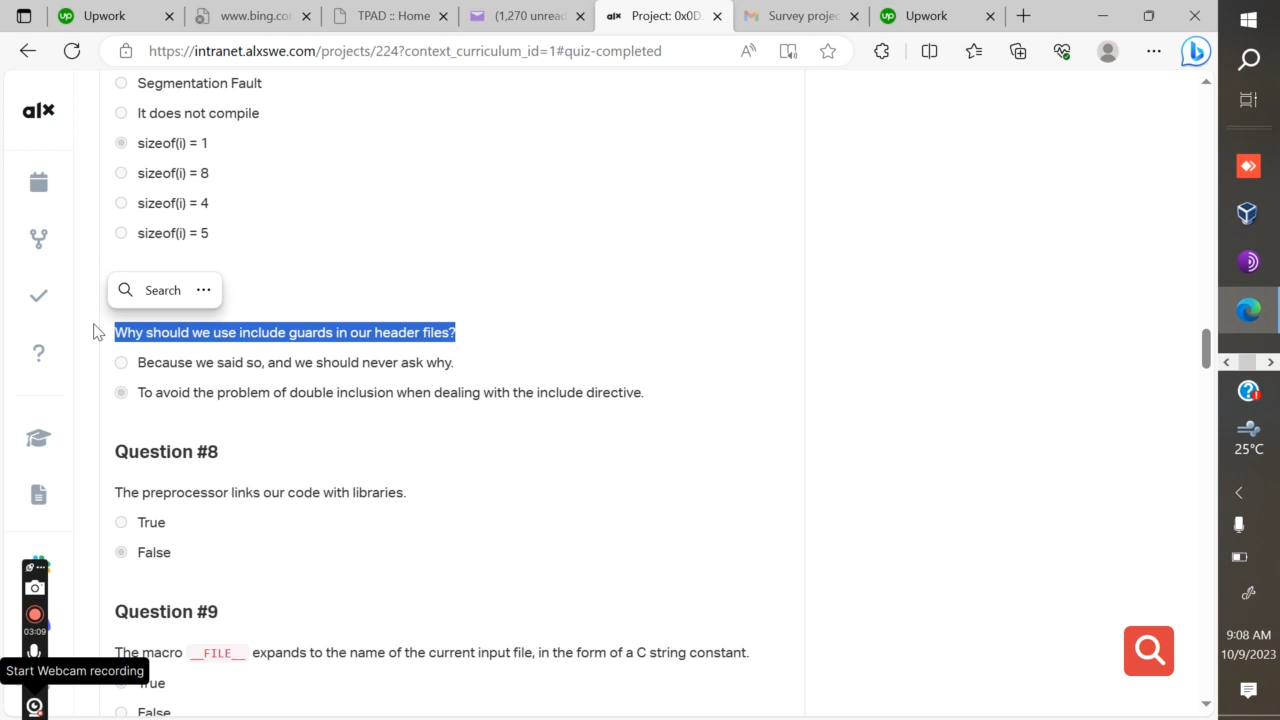 Upwork
www.bing.co
TPAD :: Home
(1,270 unread
Project: 0x0D
Survey projec
Upwork
https://intranet.alxswe.com/projects/224?context_curriculum_id=1#quiz-completed
alx
Segmentation Fault
It does not compile
sizeof(i) = 1
sizeof(i) = 8
sizeof(i) = 4
sizeof(i) = 5
Search
Why should we use include guards in our header files?
Because we said so, and we should never ask why.
To avoid the problem of double inclusion when dealing with the include directive.
Question #8
The preprocessor links our code with libraries.
True
False
Question #9
The macro __FILE__ expands to the name of the current input file, in the form of a C string constant.
True
False
03:09
Start Webcam recording
25°C
9:08 AM
10/9/2023